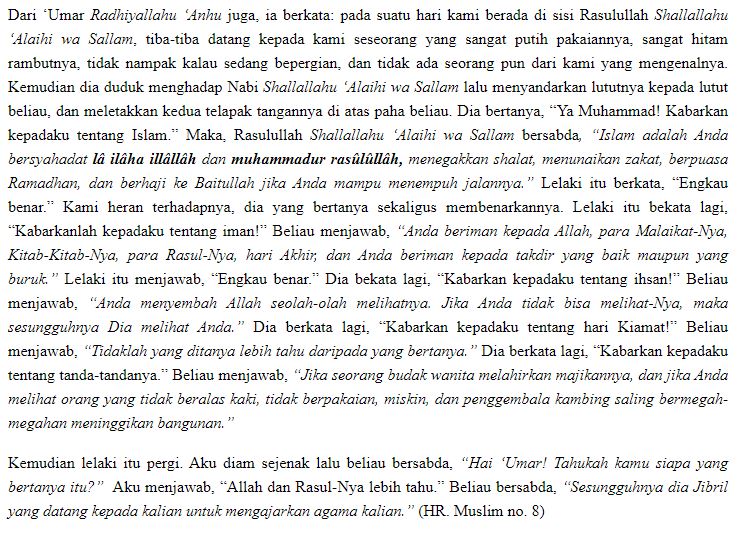 Dari ‘Umar Radhiyallahu ‘Anhu juga, ia berkata: pada suatu hari kami berada di sisi Rasulullah Shallallahu
‘Alaihi wa Sallam, tiba-tiba datang kepada kami seseorang yang sangat putih pakaiannya, sangat hitam
rambutnya, tidak nampak kalau sedang bepergian, dan tidak ada seorang pun dari kami yang mengenalnya.
Kemudian dia duduk menghadap Nabi Shallallahu ‘Alaihi wa Sallam lalu menyandarkan lututnya kepada lutut
beliau, dan meletakkan kedua telapak tangannya di atas paha beliau. Dia bertanya, “Ya Muhammad! Kabarkan
kepadaku tentang Islam.” Maka, Rasulullah Shallallahu ‘Alaihi wa Sallam bersabda, “Islam adalah Anda
bersyahadat lâ ilâha illâllâh dan muhammadur rasûlûllâh, menegakkan shalat, menunaikan zakat, berpuasa
Ramadhan, dan berhaji ke Baitullah jika Anda mampu menempuh jalannya.” Lelaki itu berkata, “Engkau
benar.” Kami heran terhadapnya, dia yang bertanya sekaligus membenarkannya. Lelaki itu bekata lagi,
“Kabarkanlah kepadaku tentang iman!” Beliau menjawab, “Anda beriman kepada Allah, para Malaikat-Nya,
Kitab-Kitab-Nya, para Rasul-Nya, hari Akhir, dan Anda beriman kepada takdir yang baik maupun yang
buruk.” Lelaki itu menjawab, “Engkau benar.” Dia bekata lagi, “Kabarkan kepadaku tentang ihsan!” Beliau
menjawab, “Anda menyembah Allah seolah-olah melihatnya. Jika Anda tidak bisa melihat-Nya, maka
sesungguhnya Dia melihat Anda.” Dia berkata lagi, “Kabarkan kepadaku tentang hari Kiamat!” Beliau
menjawab, “Tidaklah yang ditanya lebih tahu daripada yang bertanya.” Dia berkata lagi, “Kabarkan kepadaku
tentang tanda-tandanya.” Beliau menjawab, “Jika seorang budak wanita melahirkan majikannya, dan jika Anda
melihat orang yang tidak beralas kaki, tidak berpakaian, miskin, dan penggembala kambing saling bermegah-
megahan meninggikan bangunan.”
Kemudian lelaki itu pergi. Aku diam sejenak lalu beliau bersabda, “Hai ‘Umar! Tahukah kamu siapa yang
bertanya itu?” Aku menjawab, “Allah dan Rasul-Nya lebih tahu.” Beliau bersabda, “Sesungguhnya dia Jibril
yang datang kepada kalian untuk mengajarkan agama kalian.” (HR. Muslim no. 8)